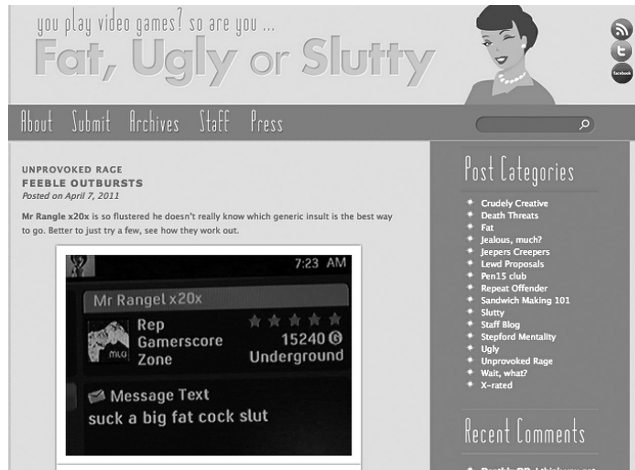 you play video games? so are you ...
Fat, Ugly or Slutty
facebook
About Submit Archives Staff Press
UNPROVOKED RAGE
FEEBLE OUTBURSTS
Posted on April 7, 2011
Mr Rangle x20x is so flustered he doesn't really know which generic insult is the best way
to go. Better to just try a few, see how they work out.
7:23 AM
Mr Rangel x20x
Rep
Gamerscore 15240 G
Zone Underground
MLG
Message Text
suck a big fat cock slut
Post Categories
Crudely Creative
Death Threats
Fat
Jealous, much?
Jeepers Creepers
Lewd Proposals
Pen15 club
Repeat Offender
Sandwich Making 101
Slutty
Staff Blog
Stepford Mentality
Ugly
Unprovoked Rage
Wait, what?
X-rated
Recent Comments